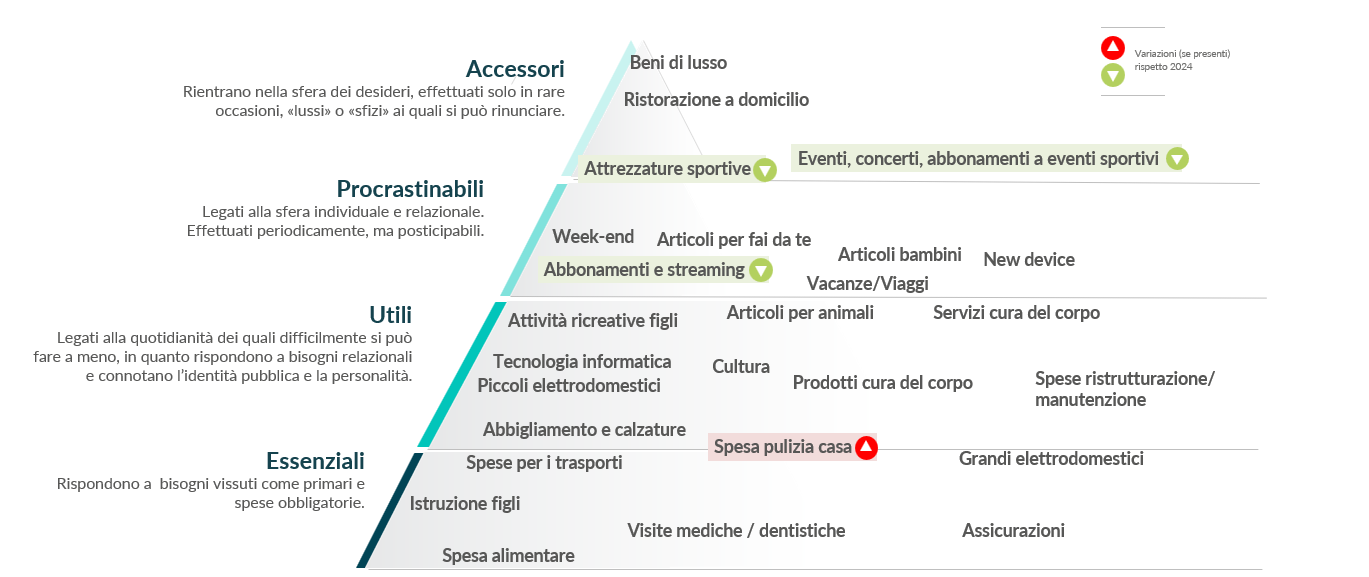 Variazioni (se presenti)
rispetto 2024
Accessori
Rientrano nella sfera dei desideri, effettuati solo in rare
occasioni, «lussi» o «sfizi» ai quali si può rinunciare.
Beni di lusso
Ristorazione a domicilio
Attrezzature sportive
Eventi, concerti, abbonamenti a eventi sportivi
Procrastinabili
Legati alla sfera individuale e relazionale.
Effettuati periodicamente, ma posticipabili.
Week-end
Articoli per fai da te
Articoli bambini
New device
Abbonamenti e streaming
Vacanze/Viaggi
Utili
Legati alla quotidianità dei quali difficilmente si può
fare a meno, in quanto rispondono a bisogni relazionali
e connotano l’identità pubblica e la personalità.
Attività ricreative figli
Articoli per animali
Servizi cura del corpo
Tecnologia informatica
Cultura
Piccoli elettrodomestici
Prodotti cura del corpo
Spese ristrutturazione/
manutenzione
Abbigliamento e calzature
Spesa pulizia casa
Essenziali
Rispondono a  bisogni vissuti come primari e
spese obbligatorie.
Spese per i trasporti
Grandi elettrodomestici
Istruzione figli
Visite mediche / dentistiche
Assicurazioni
Spesa alimentare